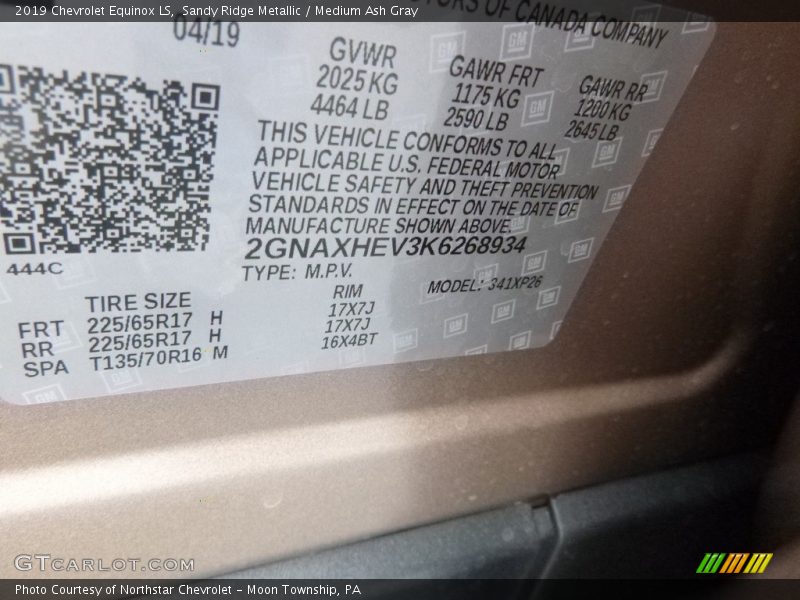 2019 Chevrolet Equinox LS, Sandy Ridge Metallic / Medium Ash Gray
OF CANADA COMPANY
04/19
GVWR GAWR FRT GAWR RR
2025 KG 1175 KG 1200 KG
4464 LB 2590 LB 2645 LB
THIS VEHICLE CONFORMS TO ALL
APPLICABLE U.S. FEDERAL MOTOR
VEHICLE SAFETY AND THEFT PREVENTION
STANDARDS IN EFFECT ON THE DATE OF
MANUFACTURE SHOWN ABOVE.
2GNAXHEV3K6268934
444C
TYPE: M.P.V. MODEL: 341XP26
TIRE SIZE RIM
FRT 225/65R17 H 17X7J
RR 225/65R17 H 17X7J
SPA T135/70R16 M 16X4BT
GTCARLOT.COM
Photo Courtesy of Northstar Chevrolet - Moon Township, PA